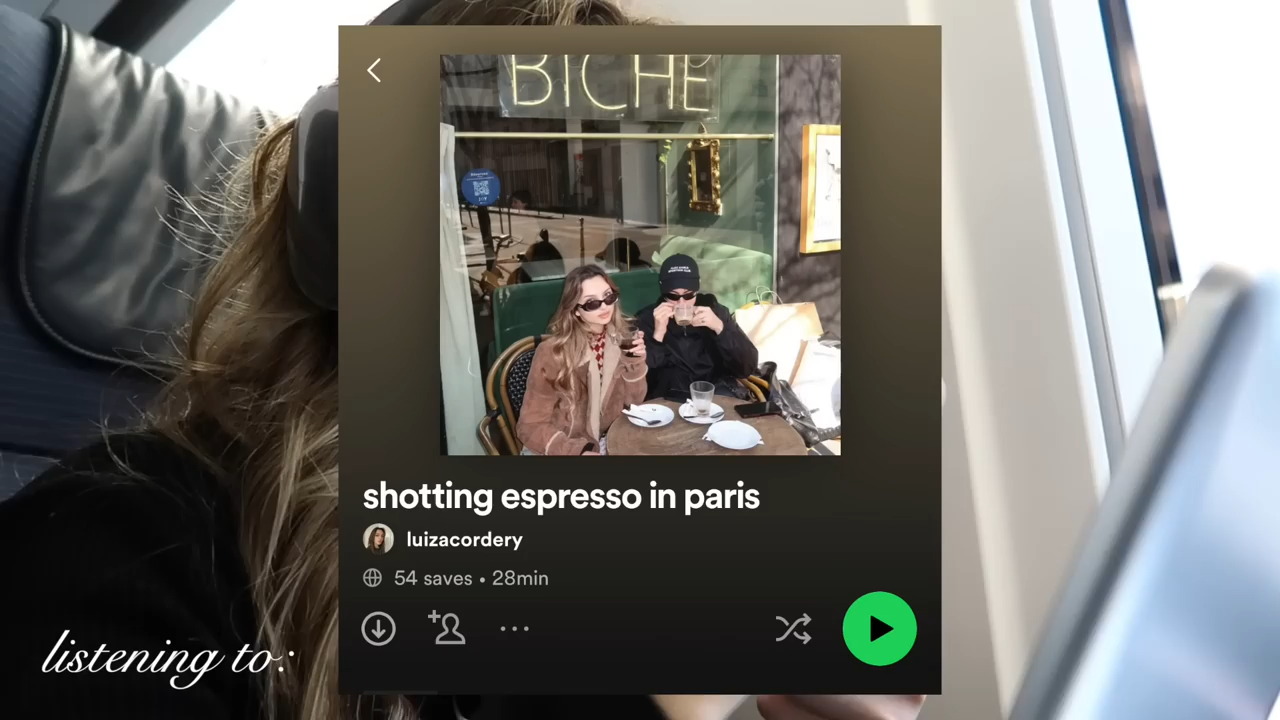 BICHE
shotting espresso in paris
luizacordery
54 saves • 28min
listening to: